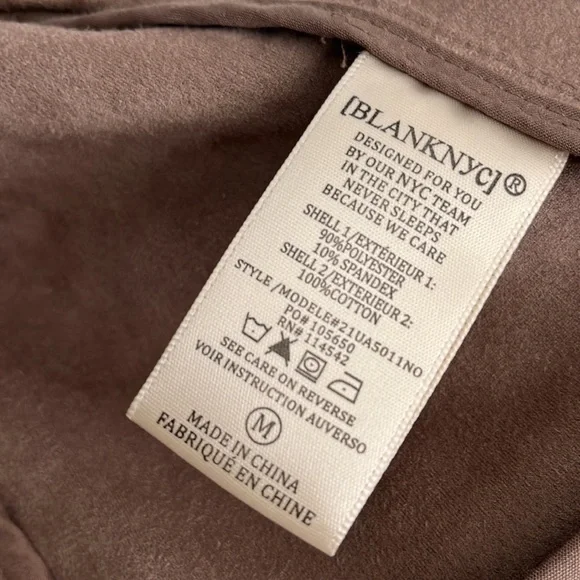 [BLANKNYC]®
DESIGNED FOR YOU
BY OUR NYC TEAM
IN THE CITY THAT
NEVER SLEEPS
BECAUSE WE CARE
SHELL 1/EXTÉRIEUR 1:
90%POLYESTER
10% SPANDEX
SHELL 2/EXTERIEUR 2:
100%COTTON
STYLE /MODELE#21UA5011NO
PO# 105650
RN# 114542
SEE CARE ON REVERSE
VOIR INSTRUCTION AUVERSO
M
MADE IN CHINA
FABRIQUÉ EN CHINE